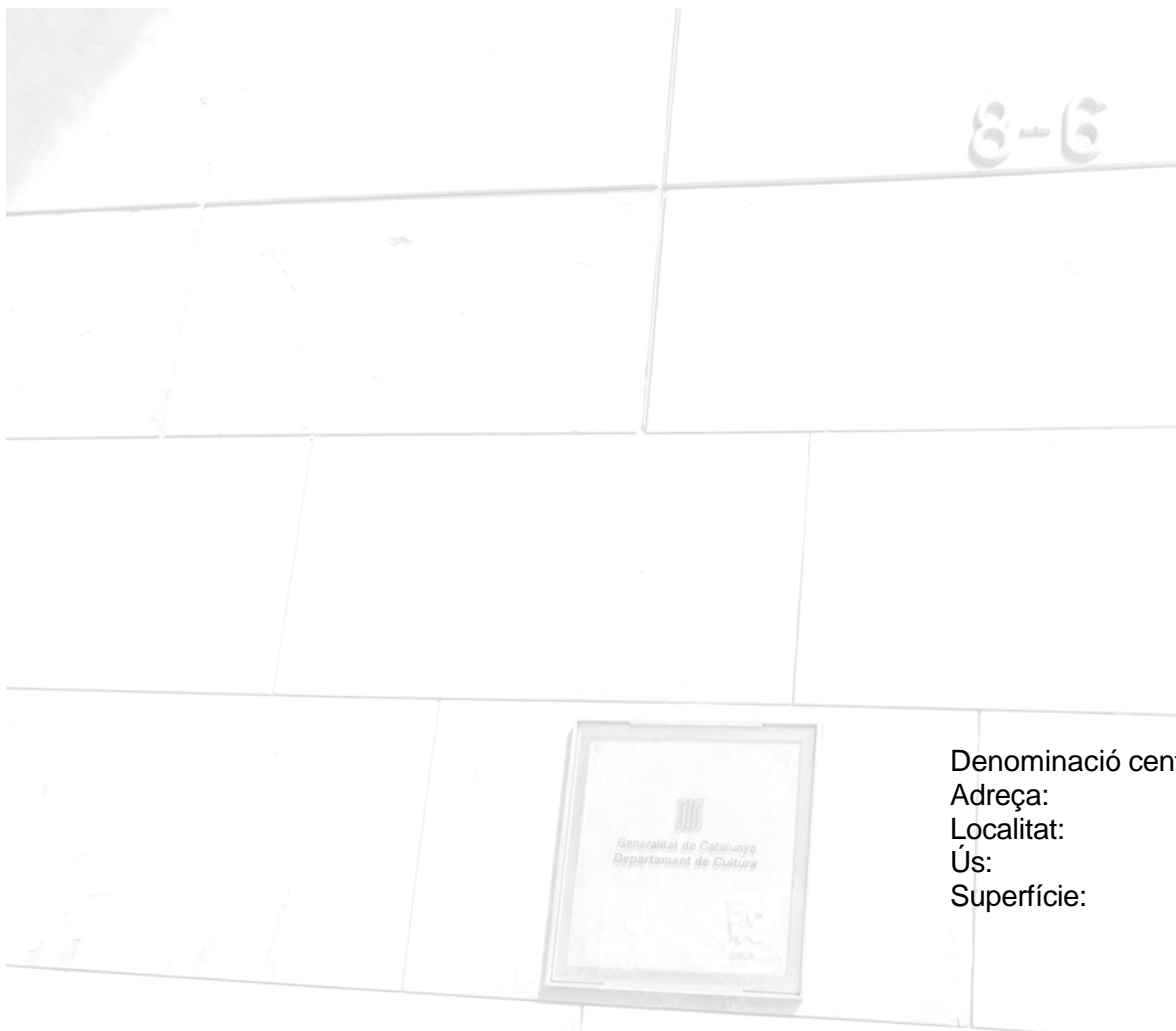 8-6
Generalitat de Catalunya
Departament de Cultura
Denominació cen
Adreça:
Localitat:
Ús:
Superfície: